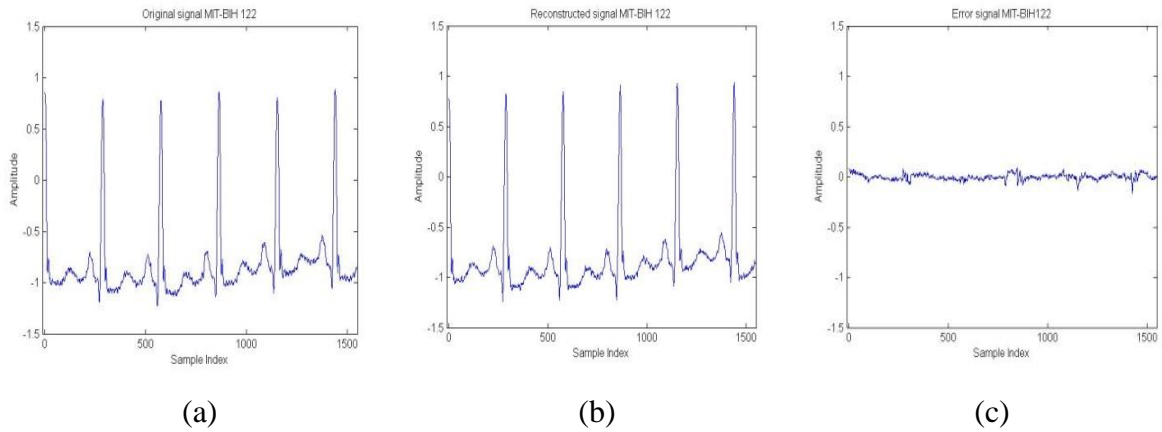 Original signal MIT-BIH 122
1.5
1
0.5
0
-0.5
-1
-1.5
Amplitude
0
500
1000
1500
Sample Index
(a)
Reconstructed signal MIT-BIH 122
1.5
1
0.5
0
-0.5
-1
-1.5
Amplitude
0
500
1000
1500
Sample Index
(b)
Error signal MIT-BIH122
1.5
1
0.5
0
-0.5
-1
-1.5
Amplitude
0
500
1000
1500
Sample Index
(c)